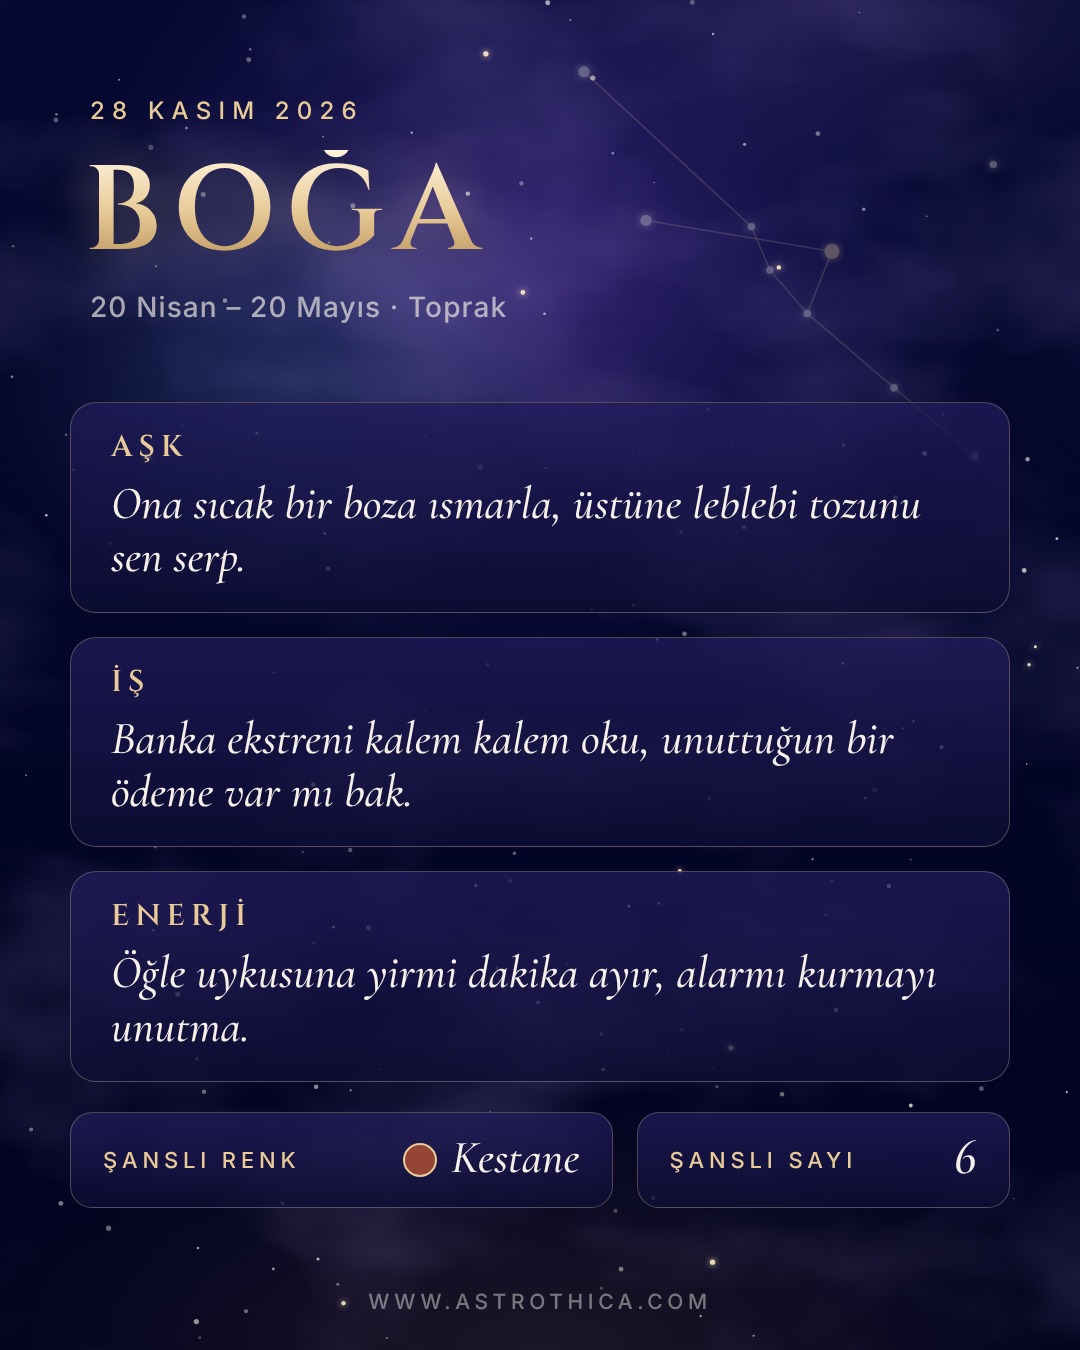 28 KASIM 2026
BOĞA
20 Nisan – 20 Mayıs · Toprak
AŞK
Ona sıcak bir boza ısmarla, üstüne leblebi tozunu
sen serp.
İŞ
Banka ekstreni kalem kalem oku, unuttuğun bir
ödeme var mı bak.
ENERJİ
Öğle uykusuna yirmi dakika ayır, alarmı kurmayı
unutma.
ŞANSLI RENK Kestane
ŞANSLI SAYI 6
WWW.ASTROTHICA.COM